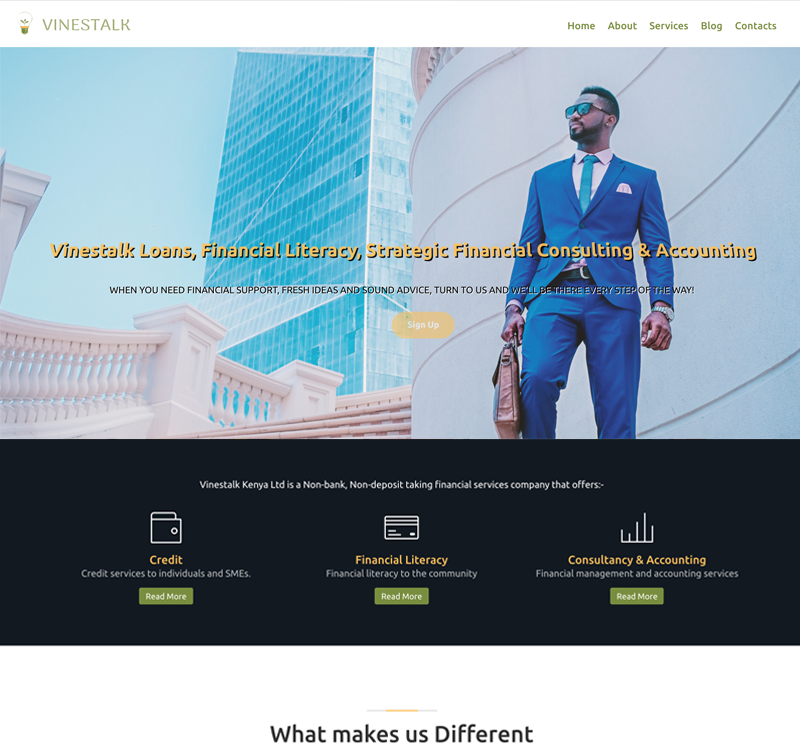 VINESTALK
Home About Services Blog Contacts
Vinestalk Loans, Financial Literacy, Strategic Financial Consulting & Accounting
WHEN YOU NEED FINANCIAL SUPPORT, FRESH IDEAS AND SOUND ADVICE, TURN TO US AND WE'LL BE THERE EVERY STEP OF THE WAY!
Sign Up
Vinestalk Kenya Ltd is a Non-bank, Non-deposit taking financial services company that offers:-
Credit
Credit services to individuals and SMEs.
Read More
Financial Literacy
Financial literacy to the community
Read More
Consultancy & Accounting
Financial management and accounting services
Read More
What makes us Different